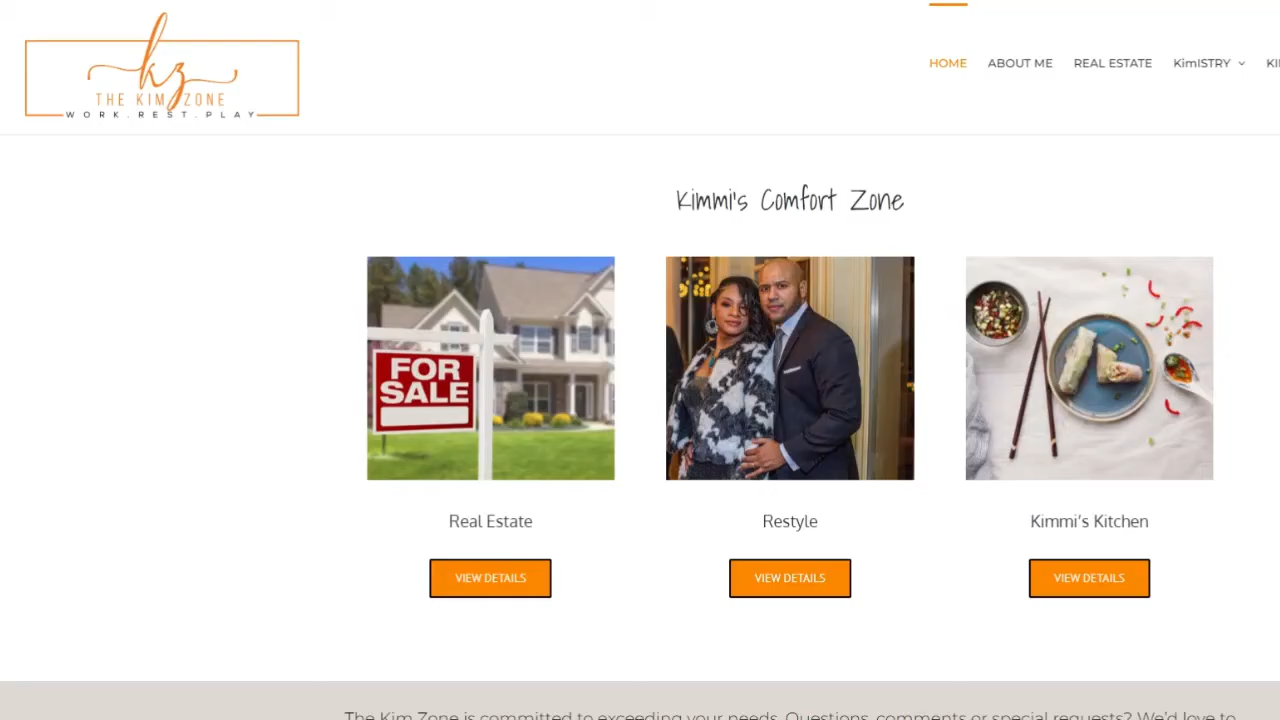 kz
THE KIM ZONE
WORK.REST.PLAY
HOME ABOUT ME REAL ESTATE KimISTRY
Kimmi's Comfort Zone
FOR
SALE
Real Estate Restyle Kimmi's Kitchen
VIEW DETAILS VIEW DETAILS VIEW DETAILS
The Kim Zone is committed to exceeding your needs. Questions, comments or special requests? We'd love to